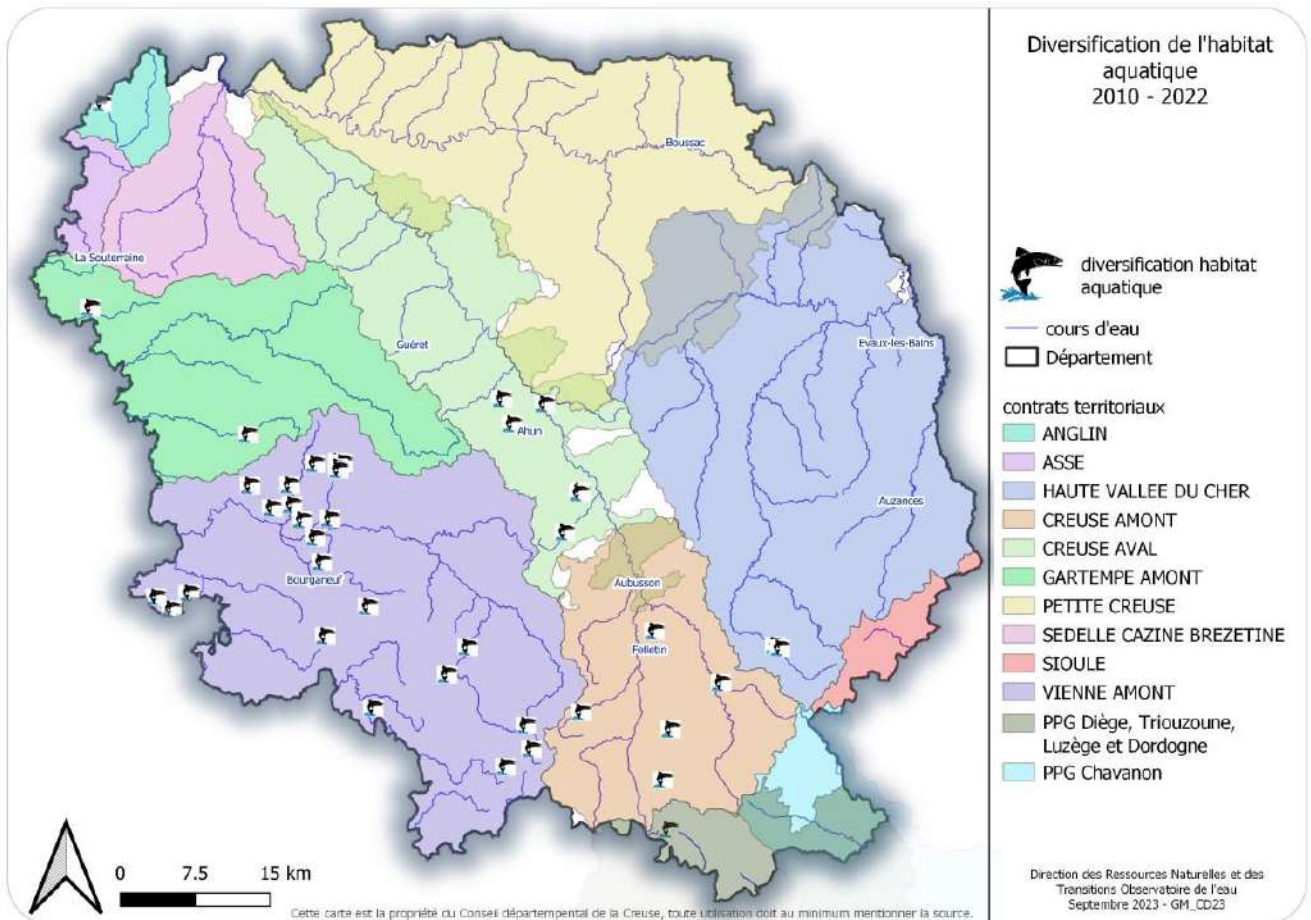 Diversification de l'habitat
aquatique
2010 - 2022
Boussac
La Souterraine
Guéret
Evaux-les-Bains
Ahun
Auzances
Bourganeuf
Aubusson
Felletin
diversification habitat
aquatique
cours d'eau
Département
contrats territoriaux
ANGLIN
ASSE
HAUTE VALLEE DU CHER
CREUSE AMONT
CREUSE AVAL
GARTEMPE AMONT
PETITE CREUSE
SEDELLE CAZINE BREZETINE
SIOULE
VIENNE AMONT
PPG Diège, Triouzoune,
Luzège et Dordogne
PPG Chavanon
0 7.5 15 km
Cette carte est la propriété du Conseil départempental de la Creuse, toute utilisation doit au minimum mentionner la source.
Direction des Ressources Naturelles et des
Transitions Observatoire de l'eau
Septembre 2023 - GM_CD23